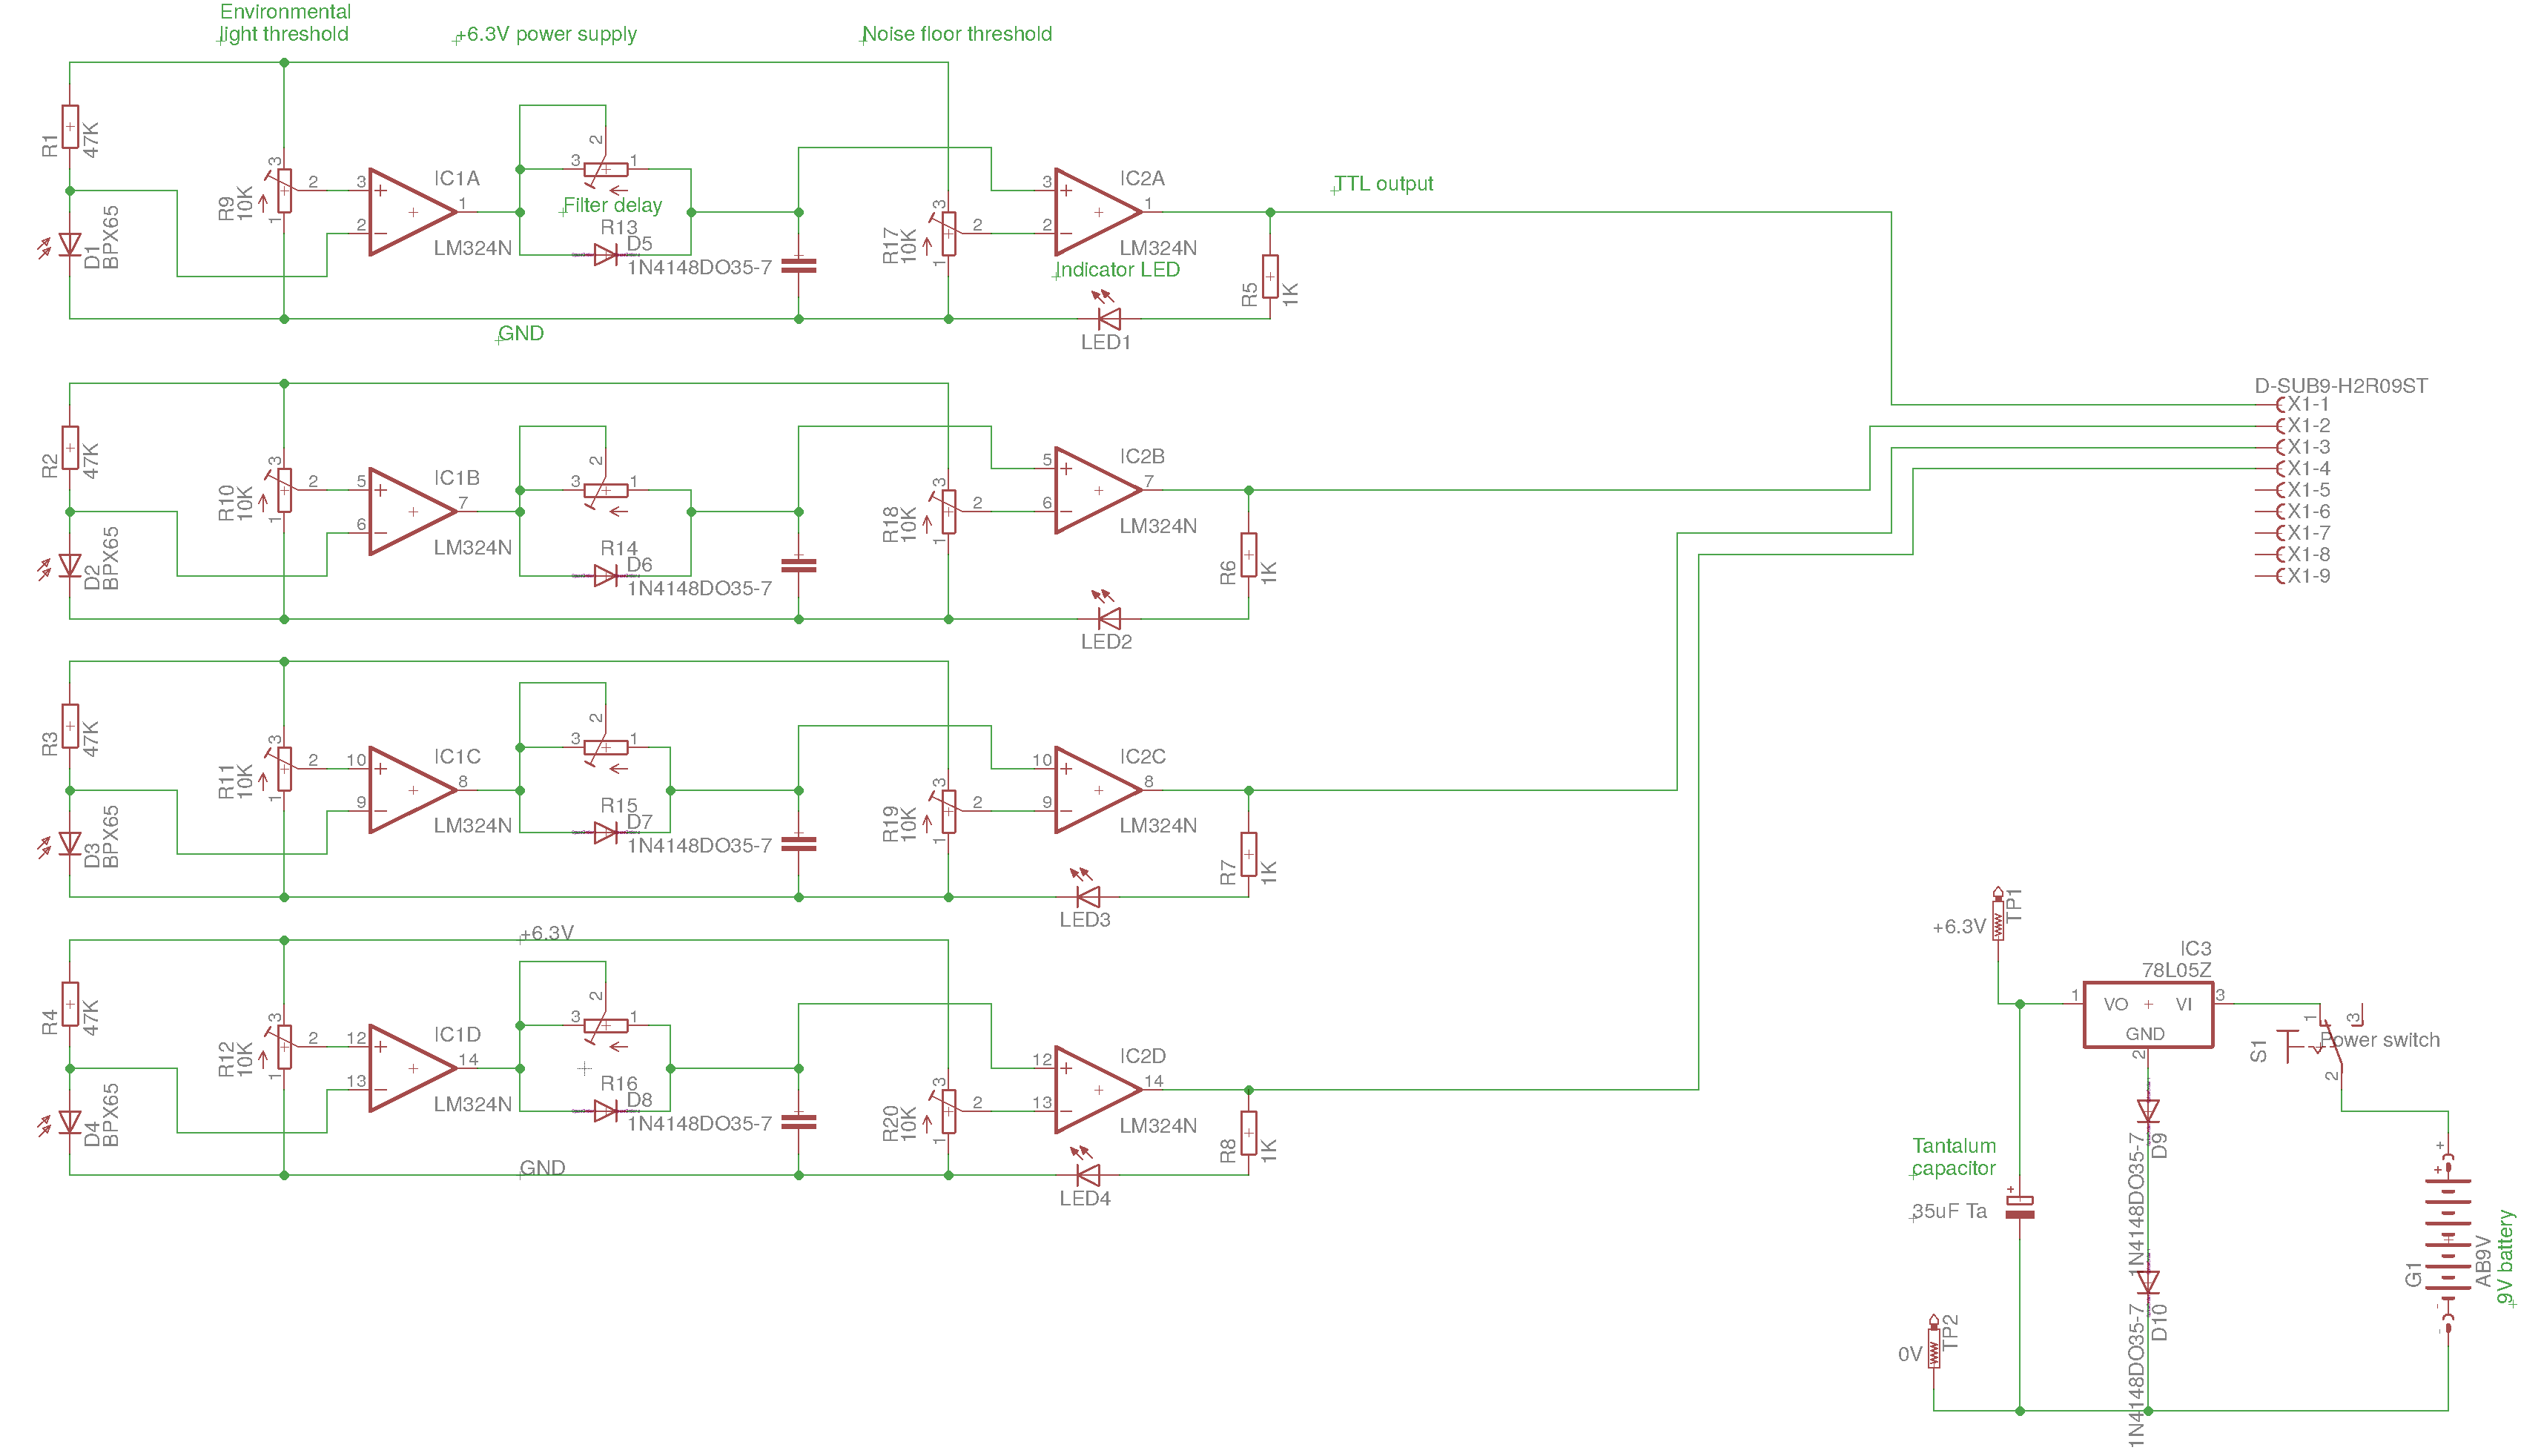 Environmental
light threshold
+6.3V power supply
Noise floor threshold
R1
47K
D1
BPX65
R9
10K
3
2
1
3
2
IC1A
1
LM324N
2
3
1
Filter delay
R13
D5
1N4148DO35-7
R17
10K
3
2
1
3
2
IC2A
1
LM324N
TTL output
Indicator LED
R5
1K
LED1
GND
R2
47K
D2
BPX65
R10
10K
3
2
1
5
6
IC1B
7
LM324N
2
3
1
R14
D6
1N4148DO35-7
R18
10K
3
2
1
5
6
IC2B
7
LM324N
R6
1K
LED2
D-SUB9-H2R09ST
X1-1
X1-2
X1-3
X1-4
X1-5
X1-6
X1-7
X1-8
X1-9
R3
47K
D3
BPX65
R11
10K
3
2
1
10
9
IC1C
8
LM324N
2
3
1
R15
D7
1N4148DO35-7
R19
10K
3
2
1
10
9
IC2C
8
LM324N
R7
1K
LED3
+6.3V
R4
47K
D4
BPX65
R12
10K
3
2
1
12
13
IC1D
14
LM324N
2
3
1
R16
D8
1N4148DO35-7
R20
10K
3
2
1
12
13
IC2D
14
LM324N
R8
1K
LED4
GND
+6.3V
TP1
IC3
78L05Z
1
VO
VI
3
GND
2
S1
1
3
2
Power switch
Tantalum
capacitor
35uF Ta
1N4148DO35-7
D9
1N4148DO35-7
D10
0V
TP2
G1
AB9V
9V battery